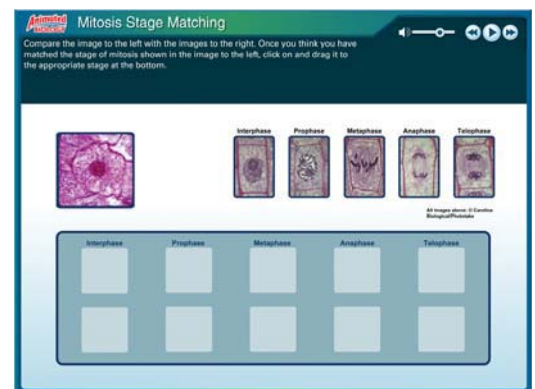 Animated
BIOLOGY
Mitosis Stage Matching
Compare the image to the left with the images to the right. Once you think you have
matched the stage of mitosis shown in the image to the left, click on and drag it to
the appropriate stage at the bottom.
Interphase Prophase Metaphase Anaphase Telophase
All images above: © Carolina
Biological/Phototake
Interphase Prophase Metaphase Anaphase Telophase